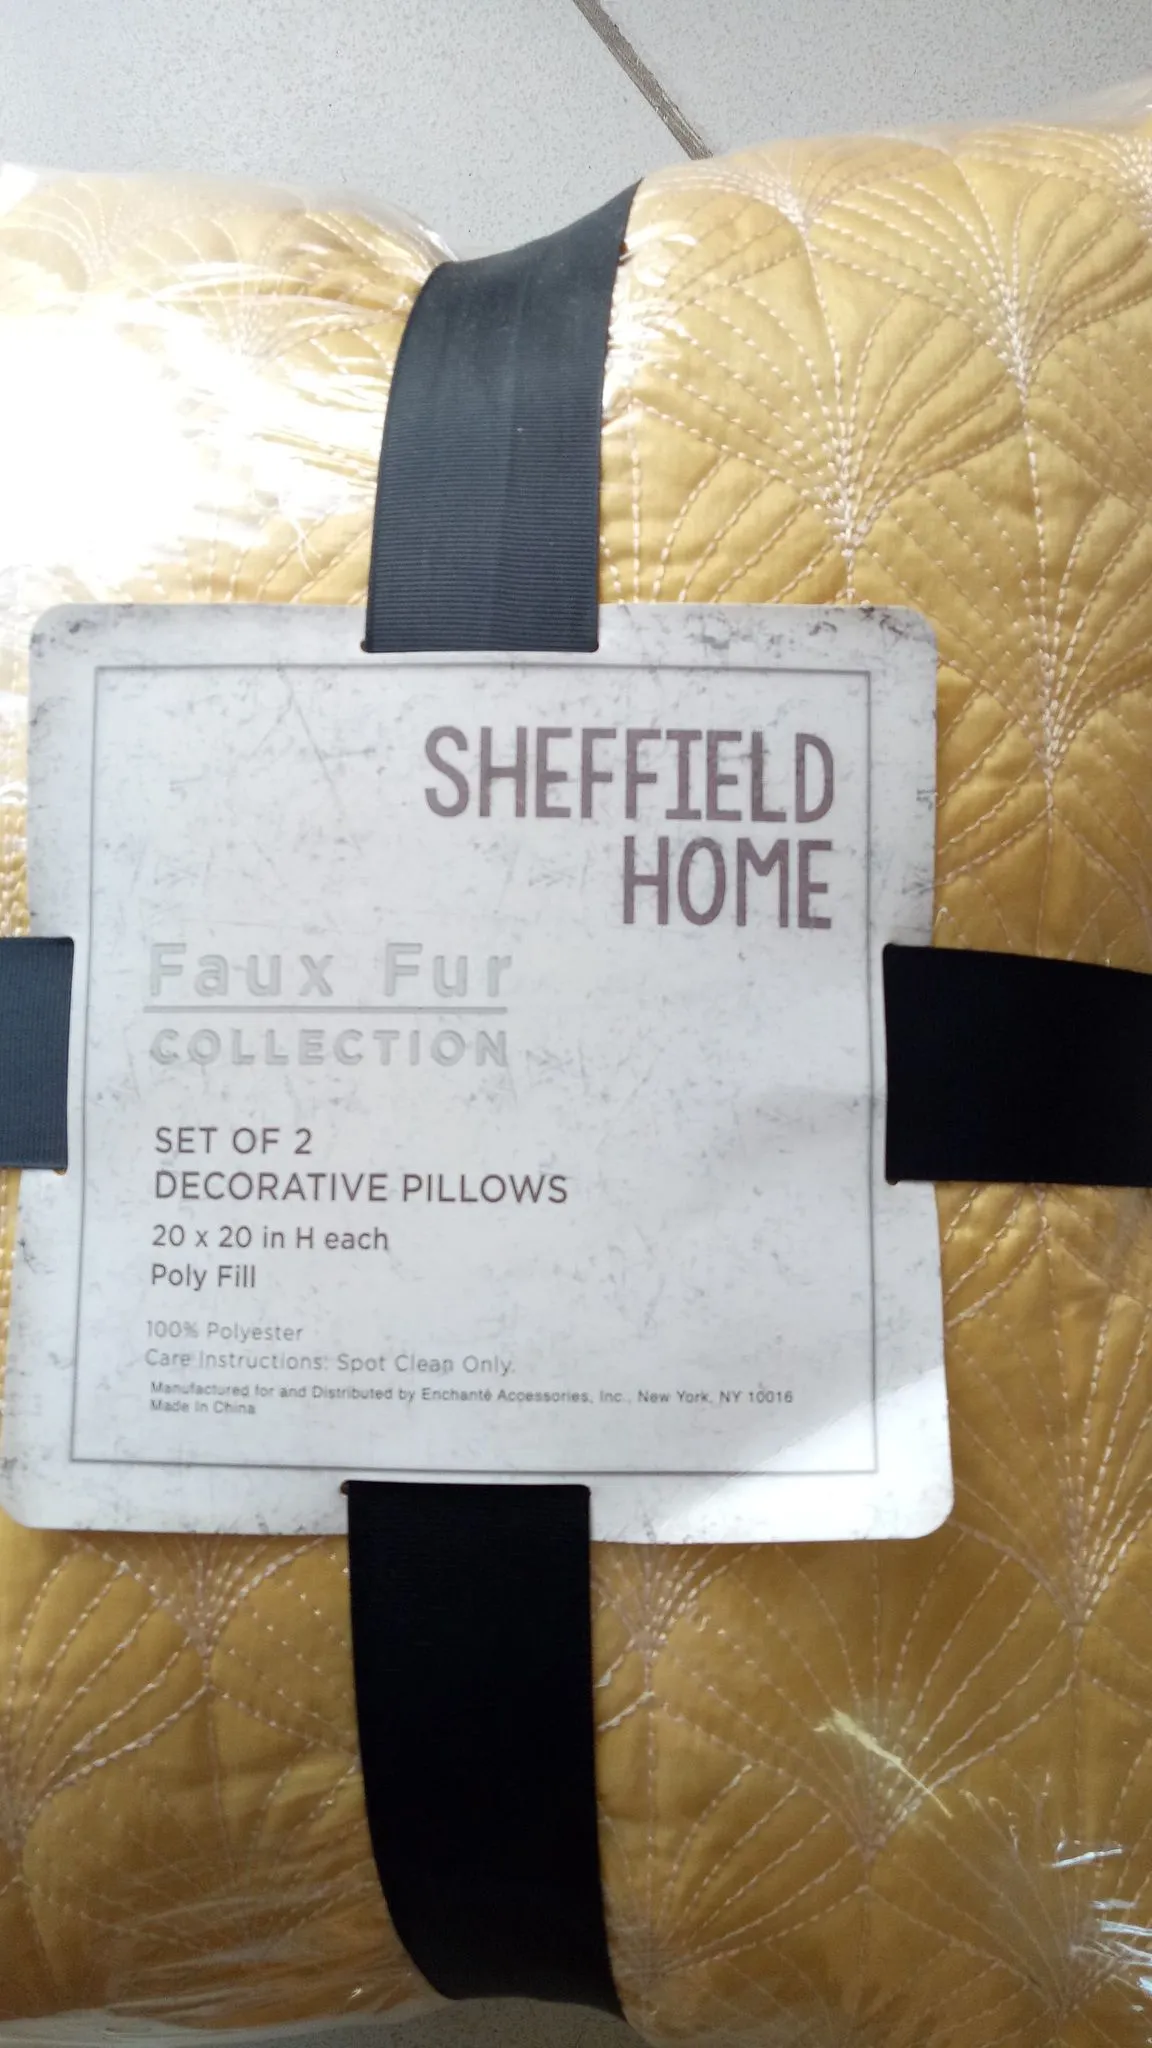 SHEFFIELD
HOME
Faux Fur
COLLECTION
SET OF 2
DECORATIVE PILLOWS
20 x 20 in H each
Poly Fill
100% Polyester
Care Instructions: Spot Clean Only.
Manufactured for and Distributed by Enchanté Accessories, Inc., New York, NY 10016
Made In China